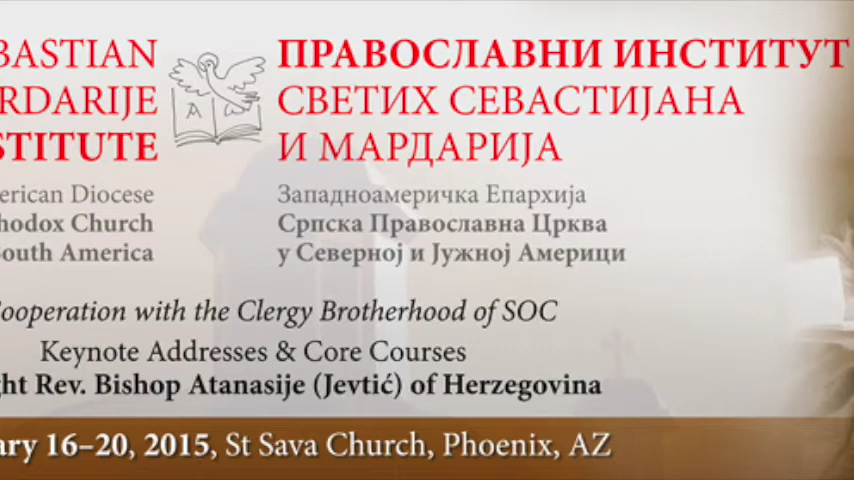 BASTIAN
RDARIJE
STITUTE
erican Diocese
hodox Church
South America
ПРАВОСЛАВНИ ИНСТИТУТ
СВЕТИХ СЕВАСТИЈАНА
И МАРДАРИЈА
Западноамеричка Епархија
Српска Православна Црква
у Северној и Јужној Америци
Cooperation with the Clergy Brotherhood of SOC
Keynote Addresses & Core Courses
ght Rev. Bishop Atanasije (Jevtić) of Herzegovina
ary 16–20, 2015, St Sava Church, Phoenix, AZ